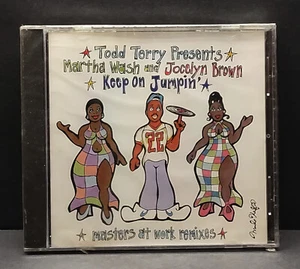 Todd Terry Presents
Martha Wash and Jocelyn Brown
Keep On Jumpin'
masters at work remixes